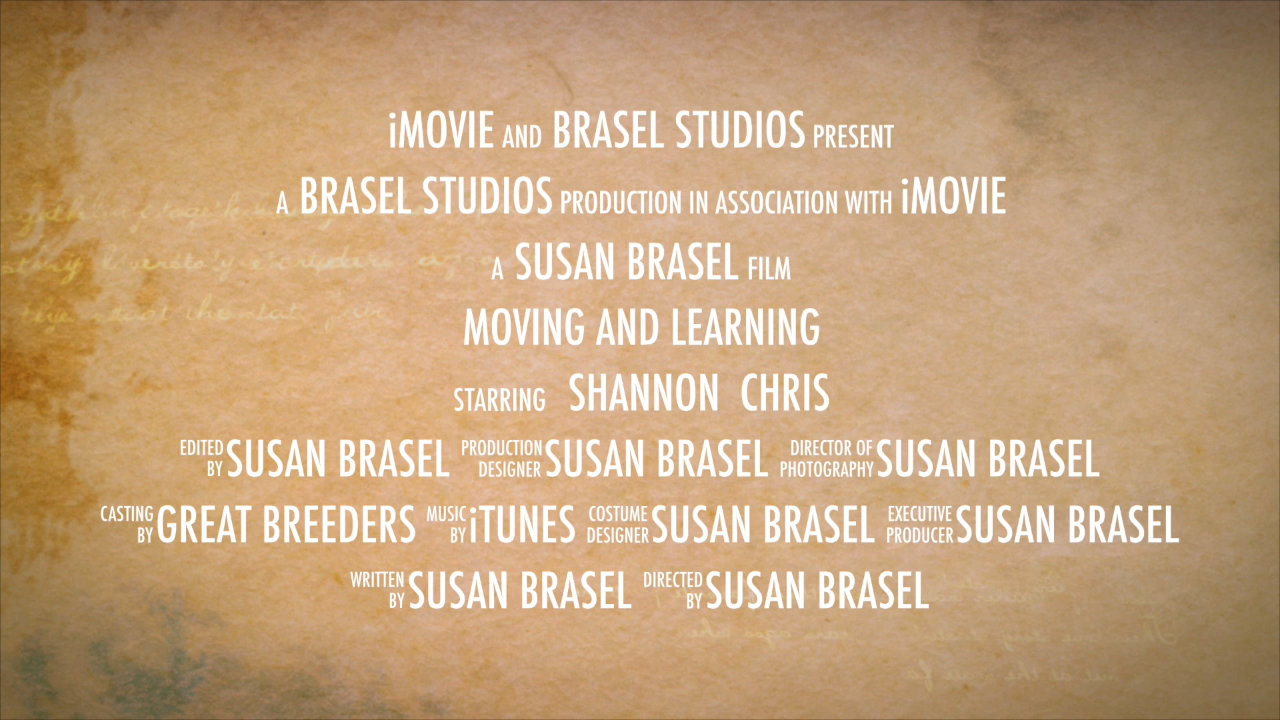 iMOVIE AND BRASEL STUDIOS PRESENT
A BRASEL STUDIOS PRODUCTION IN ASSOCIATION WITH iMOVIE
A SUSAN BRASEL FILM
MOVING AND LEARNING
STARRING SHANNON CHRIS
EDITED BY SUSAN BRASEL PRODUCTION DESIGNER SUSAN BRASEL DIRECTOR OF PHOTOGRAPHY SUSAN BRASEL
CASTING BY GREAT BREEDERS MUSIC BY iTUNES COSTUME DESIGNER SUSAN BRASEL EXECUTIVE PRODUCER SUSAN BRASEL
WRITTEN BY SUSAN BRASEL DIRECTED BY SUSAN BRASEL